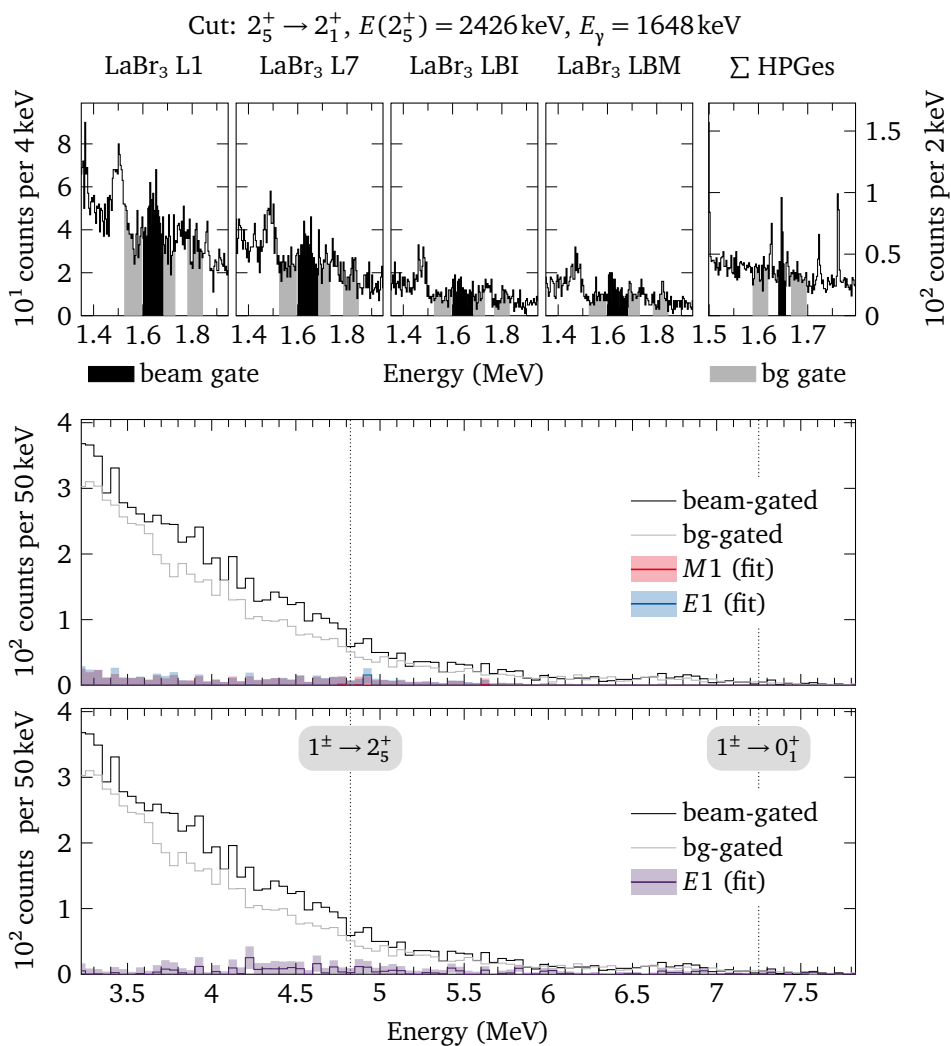 Cut: 2₅⁺ → 2₁⁺, E(2₅⁺) = 2426 keV, Eγ = 1648 keV
LaBr₃ L1 LaBr₃ L7 LaBr₃ LBI LaBr₃ LBM ∑ HPGes
10¹ counts per 4 keV
8
6
4
2
0
1.5
1
0.5
0
10² counts per 2 keV
1.4 1.6 1.8 1.4 1.6 1.8 1.4 1.6 1.8 1.4 1.6 1.8 1.5 1.6 1.7
beam gate Energy (MeV) bg gate
10² counts per 50 keV
4
3
2
1
0
beam-gated
bg-gated
M1 (fit)
E1 (fit)
10² counts per 50 keV
4
3
2
1
0
1± → 2₅⁺ 1± → 0₁⁺
beam-gated
bg-gated
E1 (fit)
3.5 4 4.5 5 5.5 6 6.5 7 7.5
Energy (MeV)